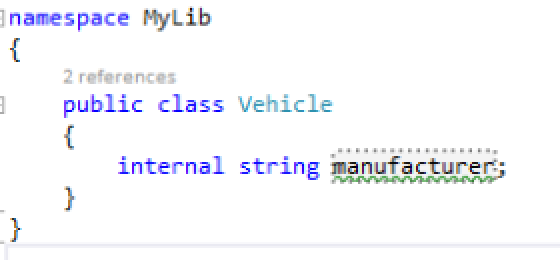 namespace MyLib
{
2 references
public class Vehicle
{
internal string manufacturer;
}
}